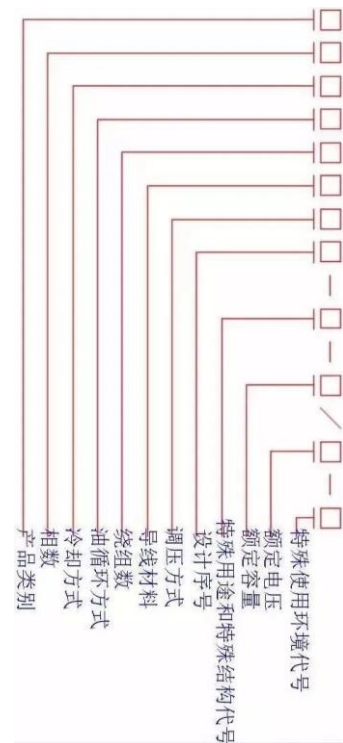 □□□□□□□□-□-□/□-□
特殊使用环境代号
额定电压
额定容量
特殊用途和特殊结构代号
设计序号
调压方式
导线材料
绕组数
油循环方式
冷却方式
相数
产品类别